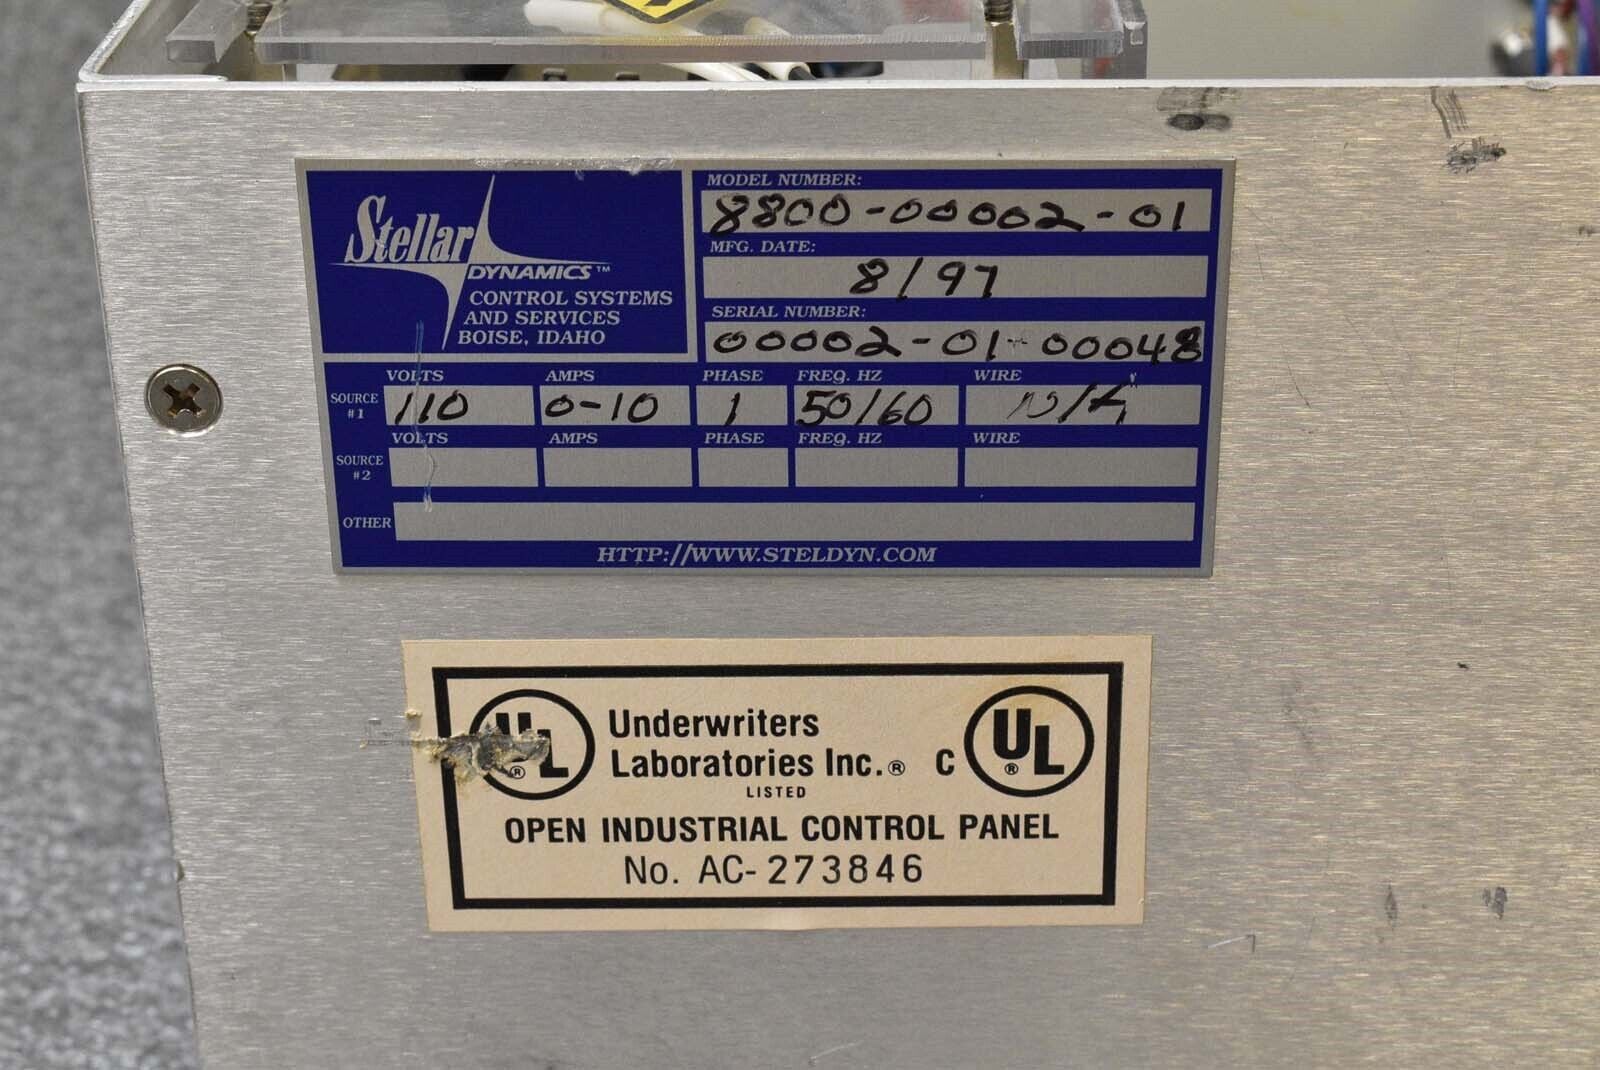 Stellar
DYNAMICS™
CONTROL SYSTEMS
AND SERVICES
BOISE, IDAHO
MODEL NUMBER:
8800-00002-01
MFG. DATE:
8/97
SERIAL NUMBER:
00002-01-00048
VOLTS AMPS PHASE FREQ. HZ WIRE
SOURCE #1 110 0-10 1 50/60 N/A
VOLTS AMPS PHASE FREQ. HZ WIRE
SOURCE #2
OTHER
HTTP://WWW.STELDYN.COM
UL® Underwriters
Laboratories Inc.® C UL®
LISTED
OPEN INDUSTRIAL CONTROL PANEL
No. AC-273846